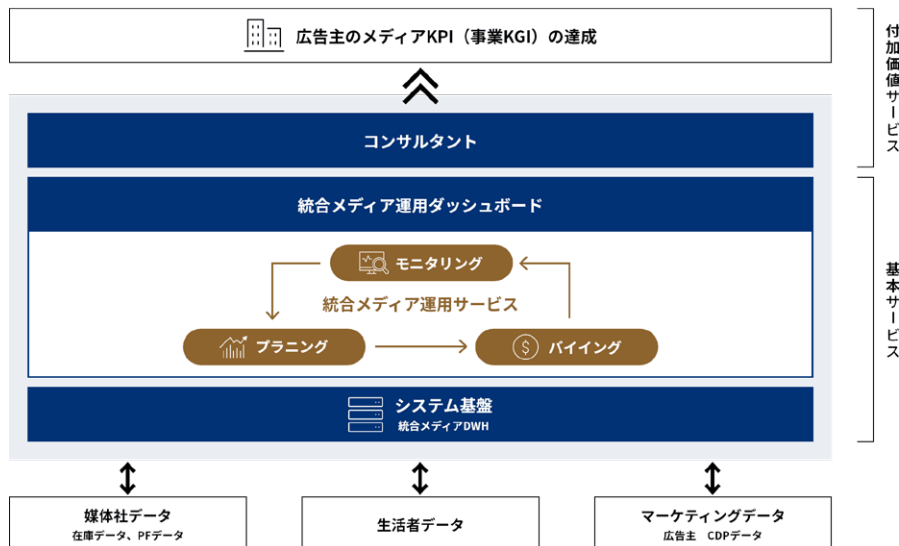 広告主のメディアKPI（事業KGI）の達成
付加価値サービス
コンサルタント
統合メディア運用ダッシュボード
モニタリング
統合メディア運用サービス
プラニング
バイイング
基本サービス
システム基盤
統合メディアDWH
媒体社データ
在庫データ、PFデータ
生活者データ
マーケティングデータ
広告主　CDPデータ